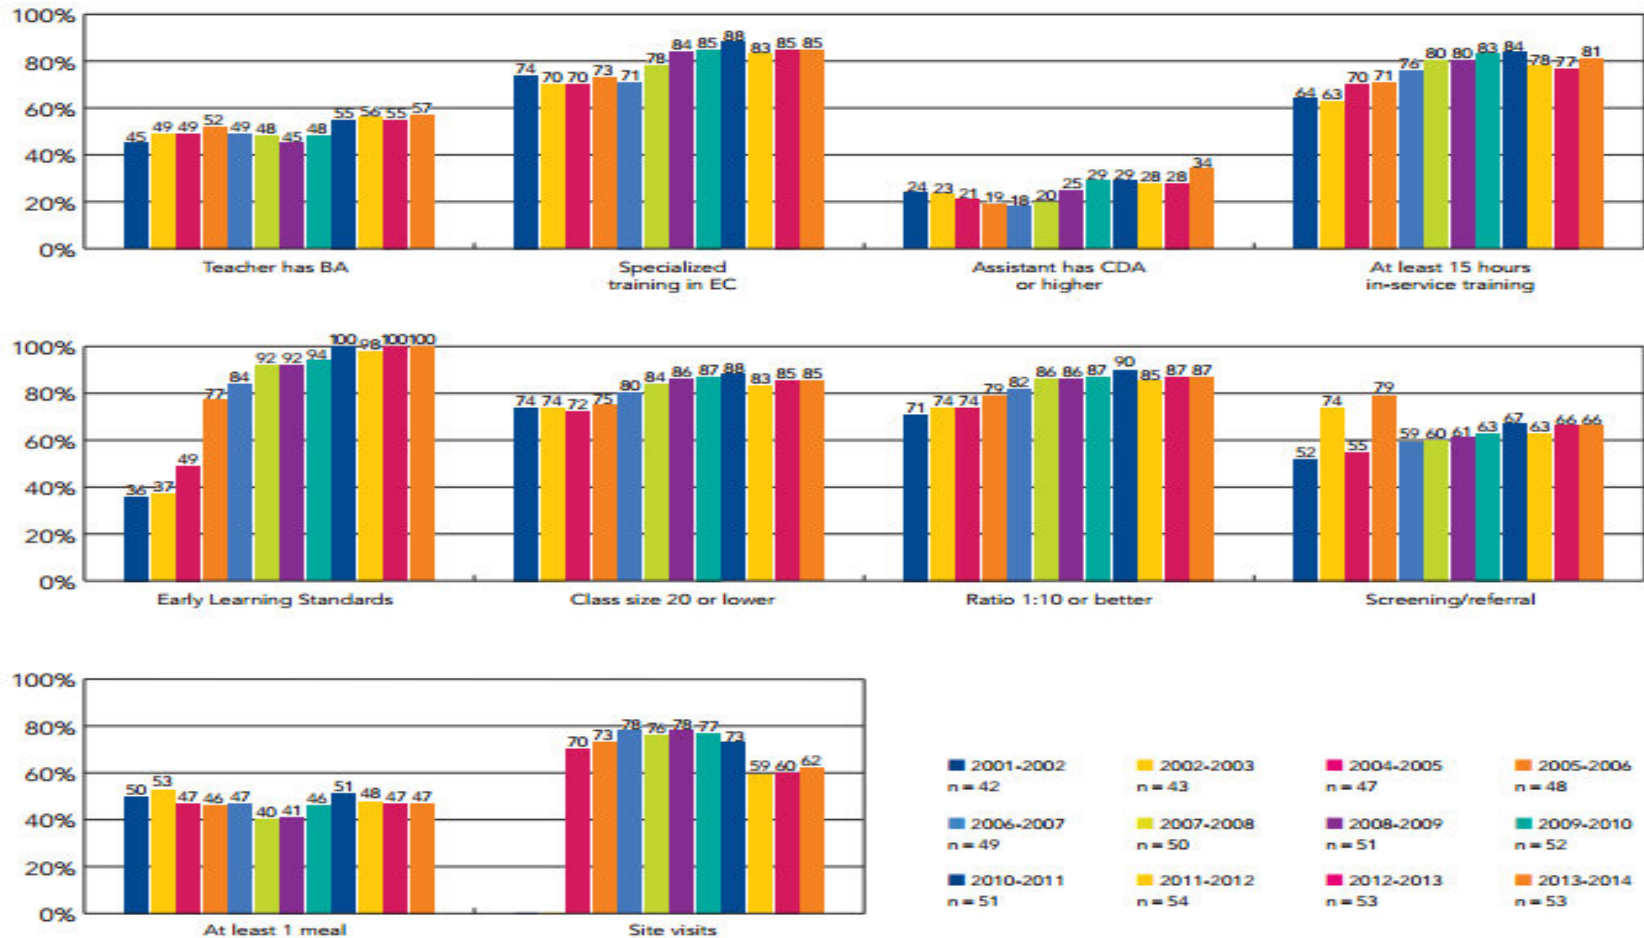 100%
80%
60%
40%
20%
0%
45 49 49 52 49 48 45 48 55 56 55 57
74 70 70 73 71 78 84 85 88 83 85 85
24 23 21 19 18 20 25 29 29 28 28 34
64 63 70 71 76 80 80 83 84 78 77 81
Teacher has BA
Specialized
training in EC
Assistant has CDA
or higher
At least 15 hours
in-service training
100%
80%
60%
40%
20%
0%
36 37 49 77 84 92 92 94 100 98 100 100
74 74 72 75 80 84 86 87 88 83 85 85
71 74 74 79 82 86 86 87 90 85 87 87
52 74 55 79 59 60 61 63 67 63 66 66
Early Learning Standards
Class size 20 or lower
Ratio 1:10 or better
Screening/referral
100%
80%
60%
40%
20%
0%
50 53 47 46 47 40 41 46 51 48 47 47
70 73 78 76 78 77 73 59 60 62
At least 1 meal
Site visits
2001-2002
n = 42
2002-2003
n = 43
2004-2005
n = 47
2005-2006
n = 48
2006-2007
n = 49
2007-2008
n = 50
2008-2009
n = 51
2009-2010
n = 52
2010-2011
n = 51
2011-2012
n = 54
2012-2013
n = 53
2013-2014
n = 53